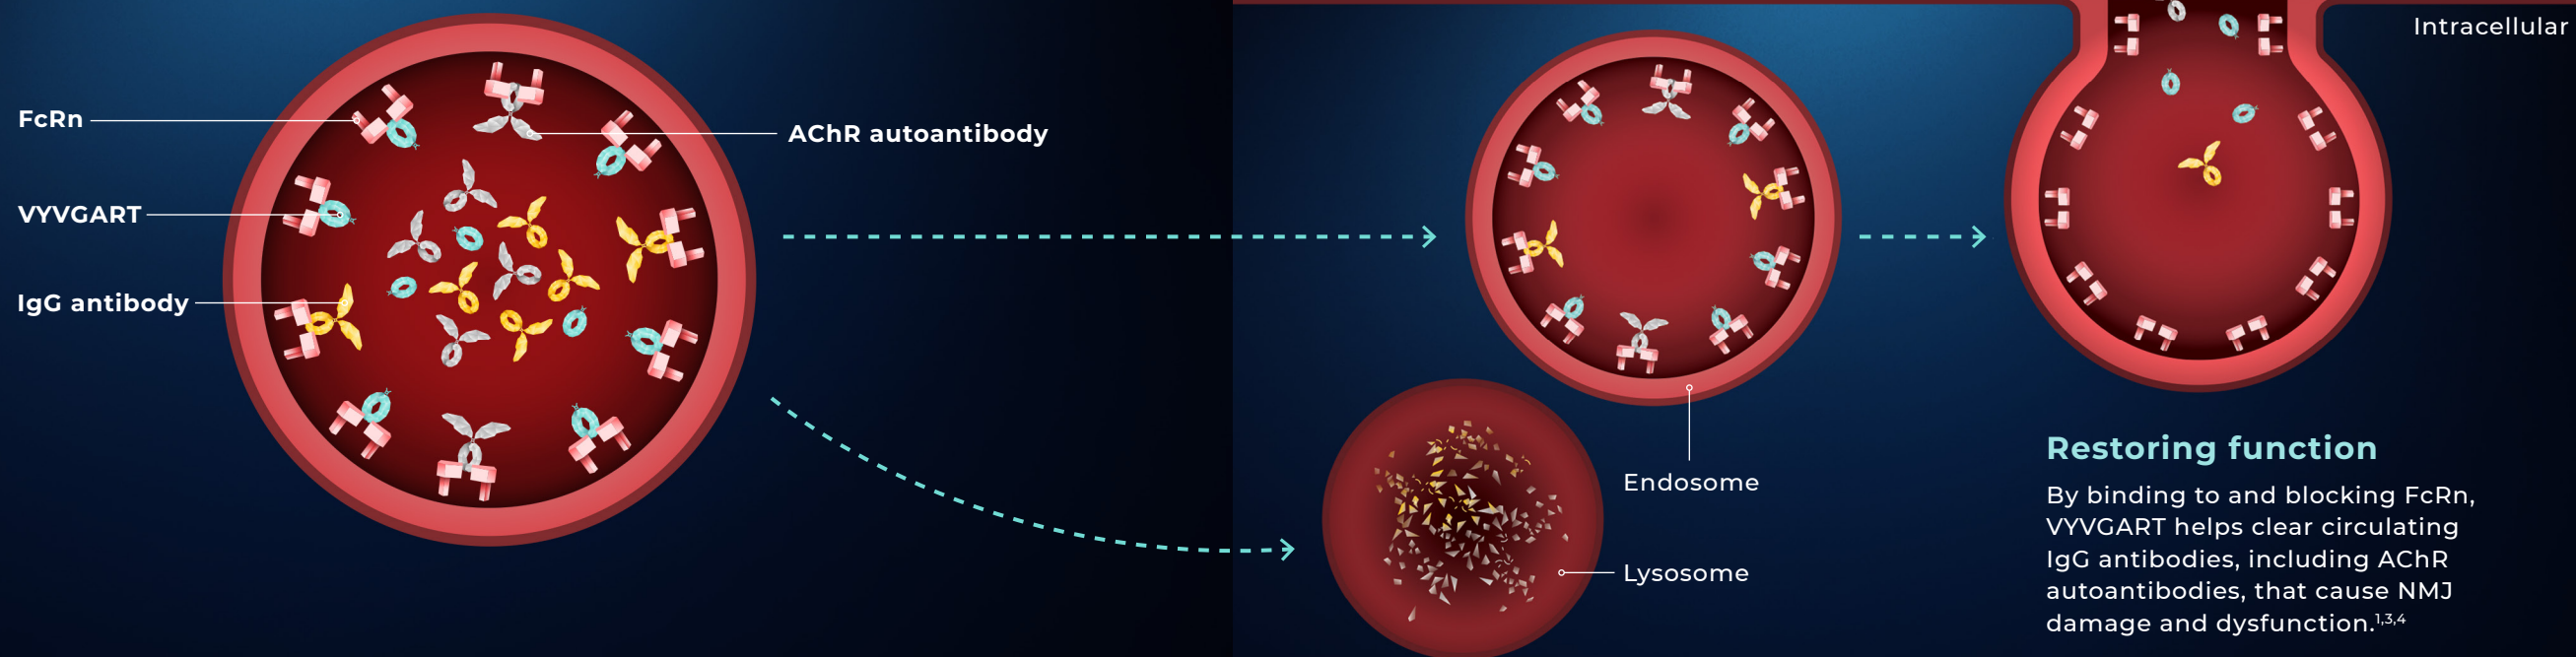 FcRn
AChR autoantibody
VYVGART
IgG antibody
Intracellular
Endosome
Lysosome
Restoring function
By binding to and blocking FcRn,
VYVGART helps clear circulating
IgG antibodies, including AChR
autoantibodies, that cause NMJ
damage and dysfunction.1,3,4